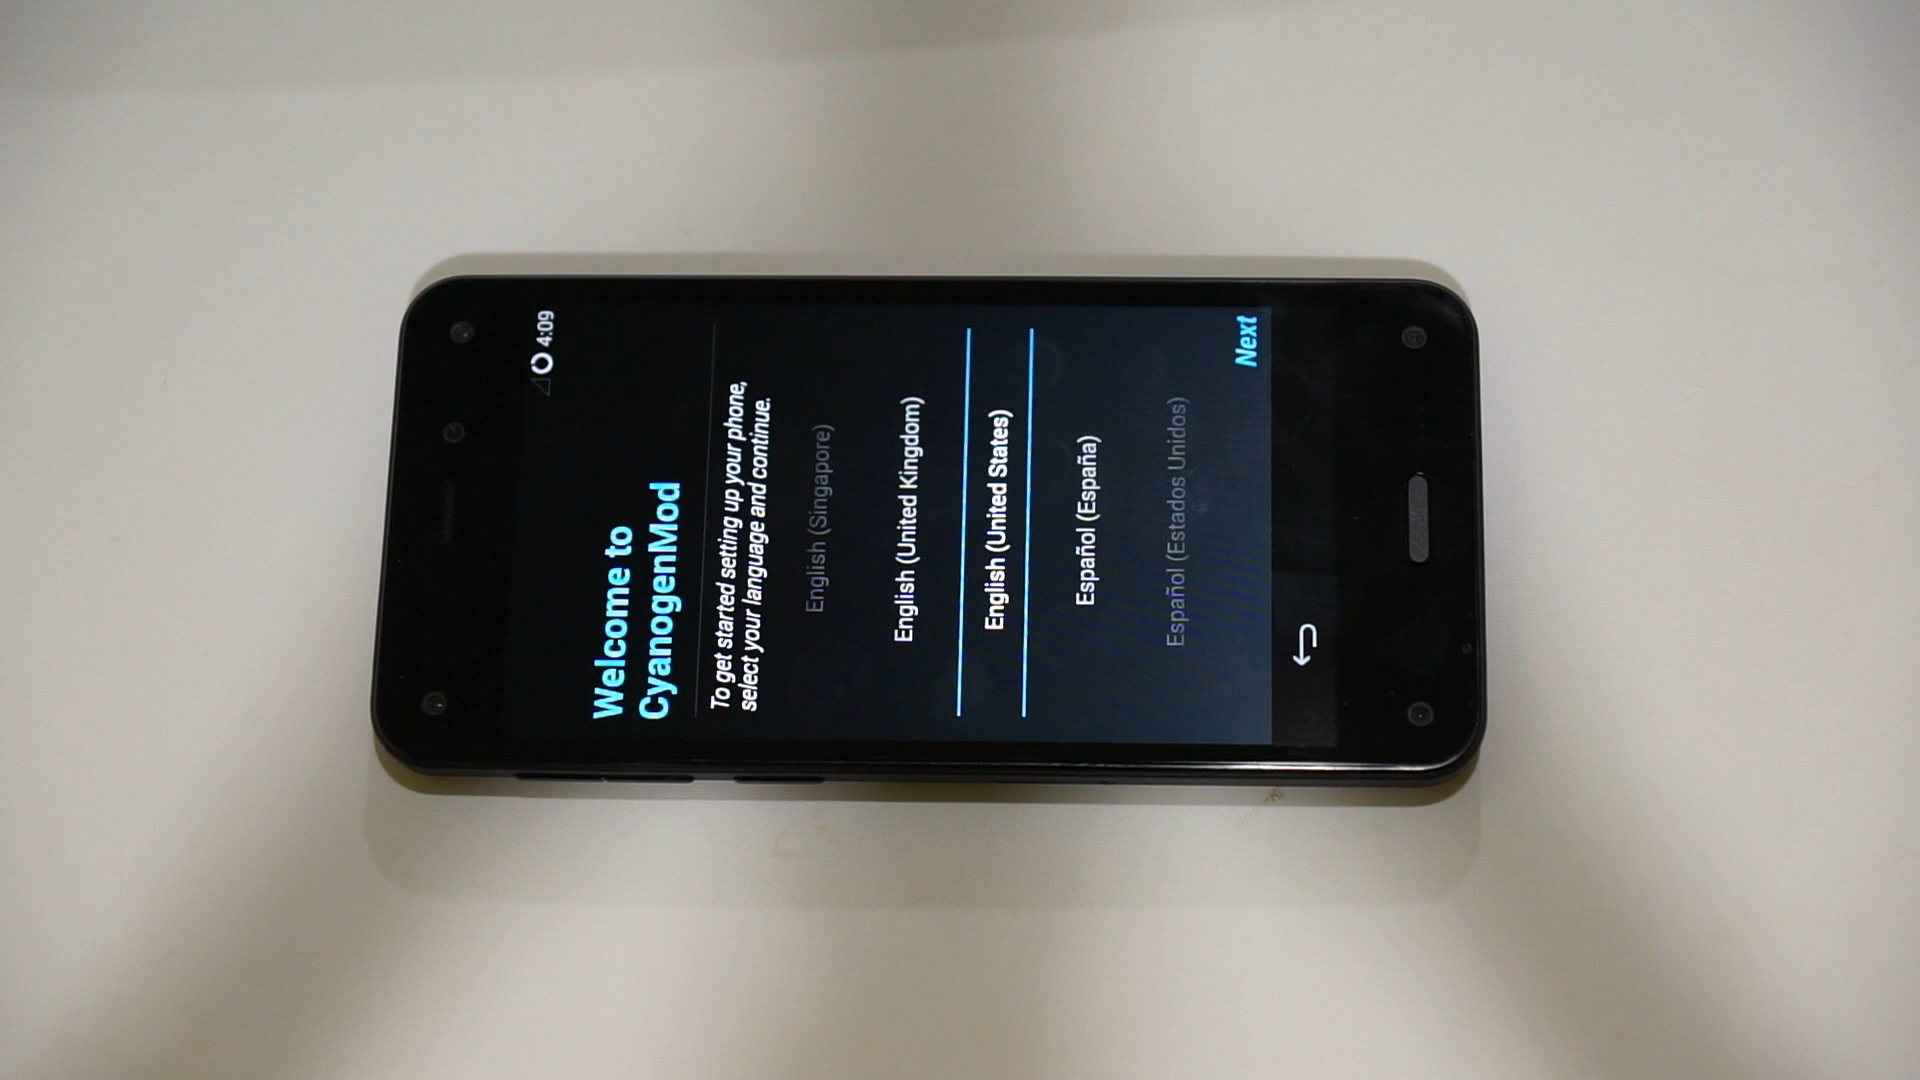 4:09
Welcome to
CyanogenMod
To get started setting up your phone,
select your language and continue.
English (Singapore)
English (United Kingdom)
English (United States)
Español (España)
Español (Estados Unidos)
Next